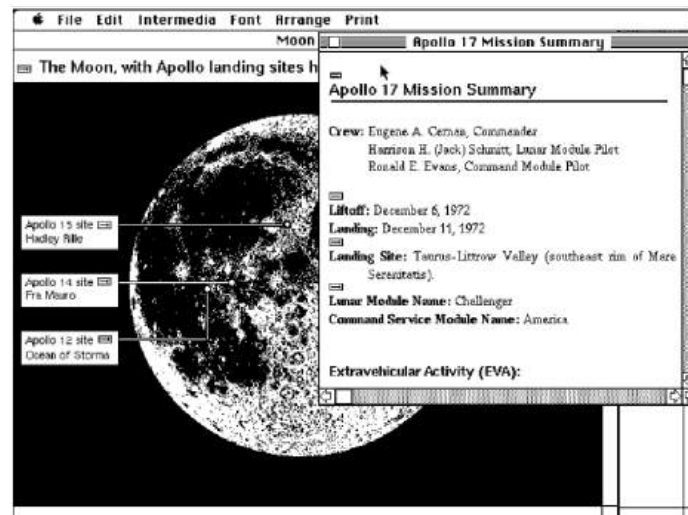 File Edit Intermedia Font Arrange Print
Moon
Apollo 17 Mission Summary
The Moon, with Apollo landing sites h
Apollo 17 Mission Summary
Crew: Eugene A. Cernan, Commander
Harrison H. (Jack) Schmitt, Lunar Module Pilot
Ronald E. Evans, Command Module Pilot
Liftoff: December 6, 1972
Landing: December 11, 1972
Landing Site: Taurus-Littrow Valley (southeast rim of Mare
Serenitatis).
Lunar Module Name: Challenger
Command Service Module Name: America
Extravehicular Activity (EVA):
Apollo 15 site
Hadley Rille
Apollo 14 site
Fra Mauro
Apollo 12 site
Ocean of Storms